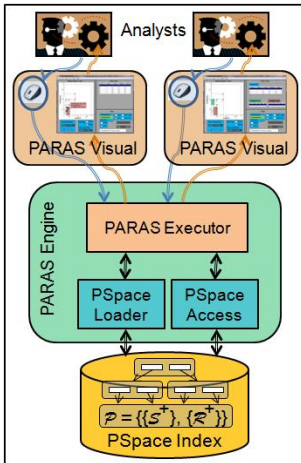 Analysts
PARAS Visual
PARAS Visual
PARAS Engine
PARAS Executor
PSpace
Loader
PSpace
Access
𝒫 = {{𝒮⁺}, {ℛ⁺}}
PSpace Index